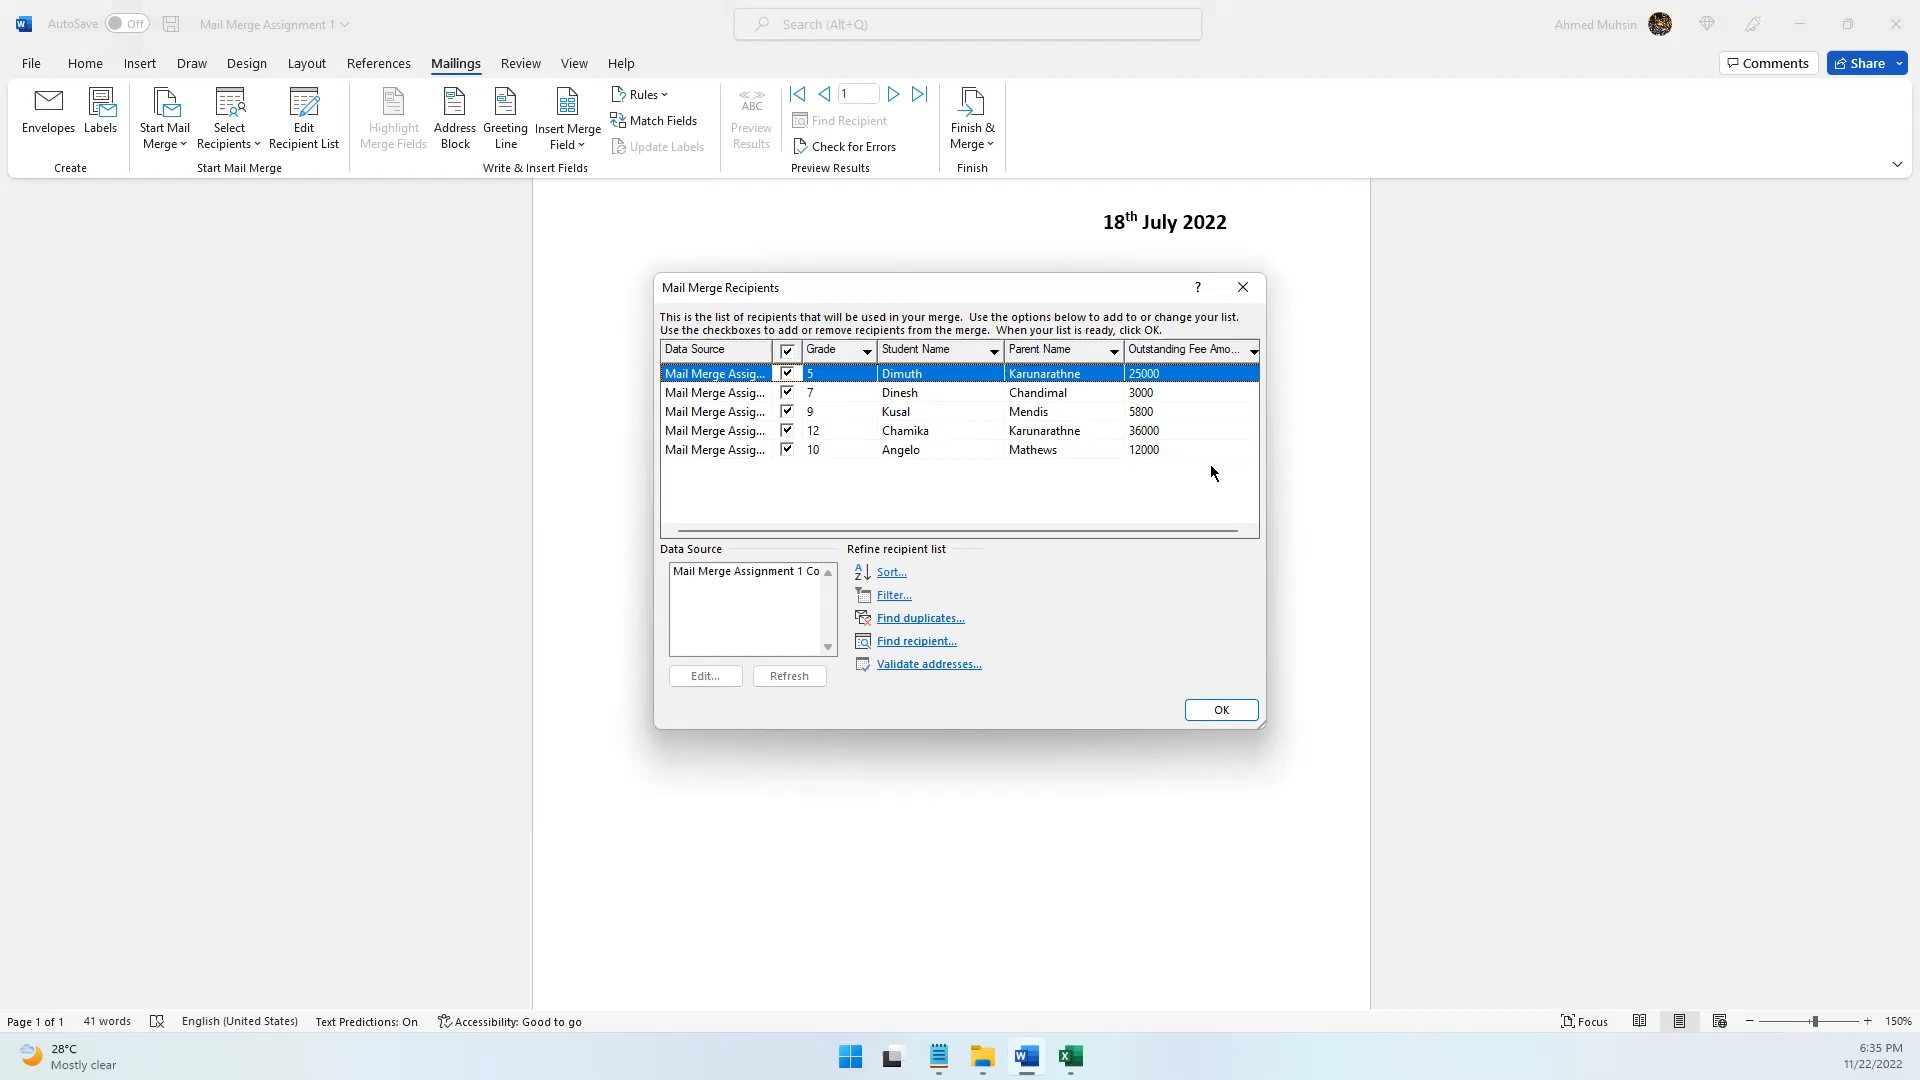 AutoSave Off Mail Merge Assignment 1 Search (Alt+Q) Ahmed Muhsin
File Home Insert Draw Design Layout References Mailings Review View Help Comments Share
Envelopes
Labels
Start Mail
Merge
Select
Recipients
Edit
Recipient List
Highlight
Merge Fields
Address
Block
Greeting
Line
Insert Merge
Field
Rules
Match Fields
Update Labels
ABC
Preview
Results
1
Find Recipient
Check for Errors
Finish &
Merge
Create Start Mail Merge Write & Insert Fields Preview Results Finish
18th July 2022
Mail Merge Recipients ?
This is the list of recipients that will be used in your merge. Use the options below to add to or change your list.
Use the checkboxes to add or remove recipients from the merge. When your list is ready, click OK.
Data Source Grade Student Name Parent Name Outstanding Fee Amo...
Mail Merge Assig... 5 Dimuth Karunarathne 25000
Mail Merge Assig... 7 Dinesh Chandimal 3000
Mail Merge Assig... 9 Kusal Mendis 5800
Mail Merge Assig... 12 Chamika Karunarathne 36000
Mail Merge Assig... 10 Angelo Mathews 12000
Data Source
Mail Merge Assignment 1 Co
Edit... Refresh
Refine recipient list
Sort...
Filter...
Find duplicates...
Find recipient...
Validate addresses...
OK
Page 1 of 1 41 words English (United States) Text Predictions: On Accessibility: Good to go Focus 150%
28°C
Mostly clear
6:35 PM
11/22/2022